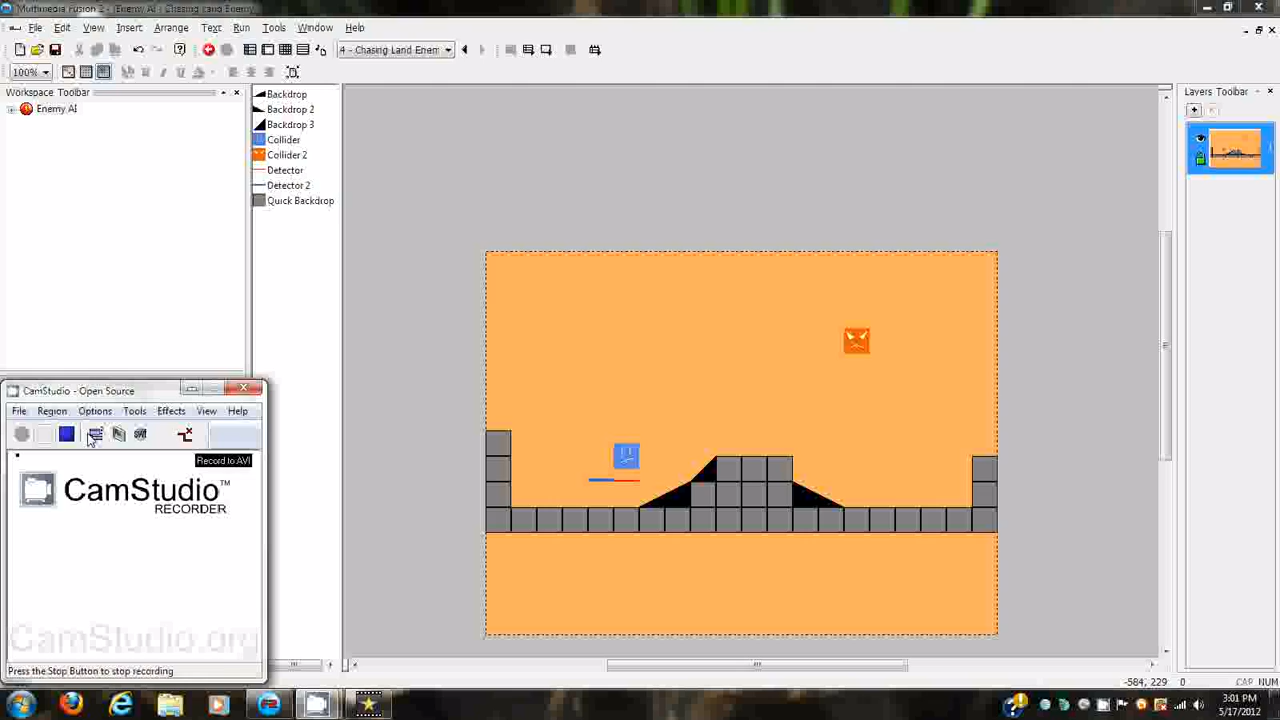 Multimedia Fusion 2 - [Enemy AI - Chasing Land Enemy]
File Edit View Insert Arrange Text Run Tools Window Help
4 - Chasing Land Enem
100%
Workspace Toolbar
Enemy AI
Backdrop
Backdrop 2
Backdrop 3
Collider
Collider 2
Detector
Detector 2
Quick Backdrop
Layers Toolbar
CamStudio - Open Source
File Region Options Tools Effects View Help
Record to AVI
CamStudio™
RECORDER
CamStudio.org
Press the Stop Button to stop recording
-584, 229 0 CAP NUM
3:01 PM
5/17/2012